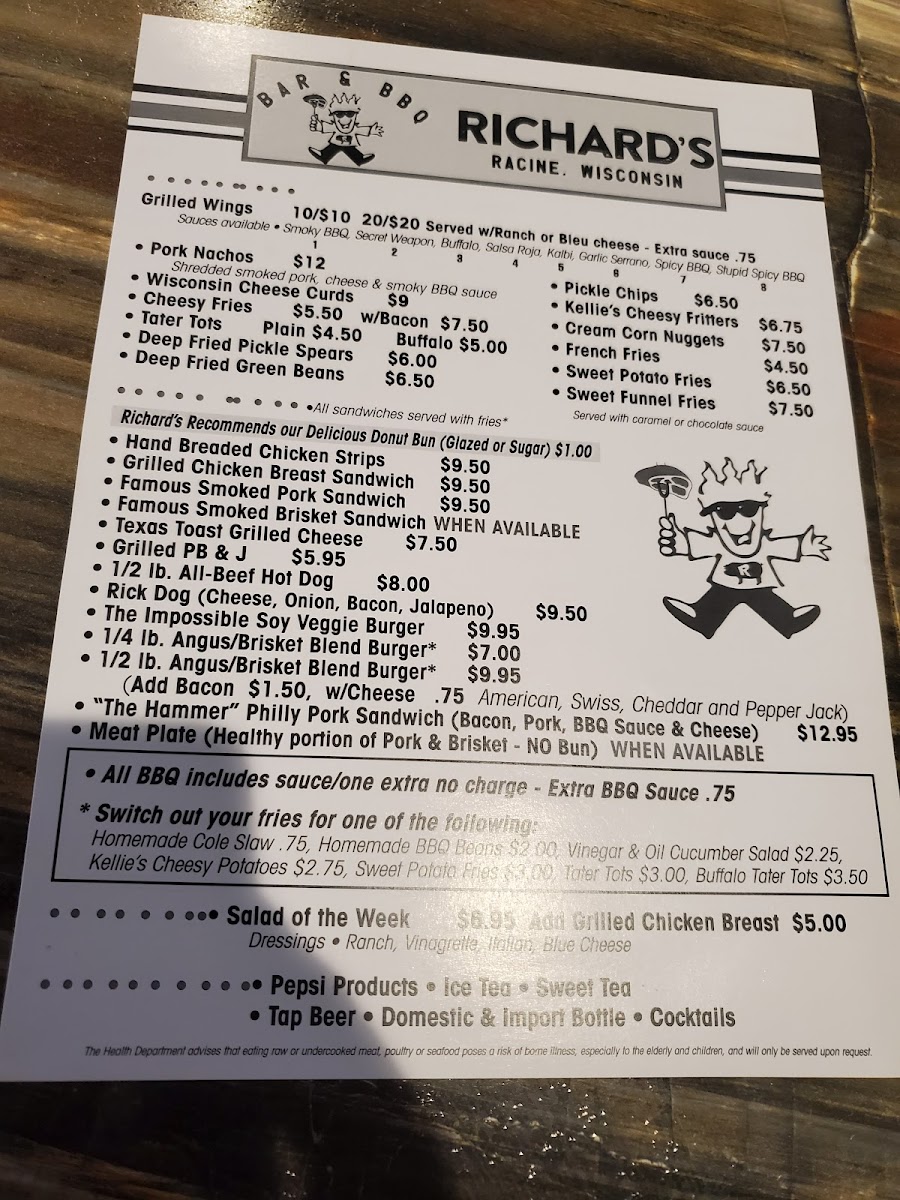 BAR & BBQ
RICHARD'S
RACINE. WISCONSIN
Grilled Wings 10/$10 20/$20 Served w/Ranch or Bleu cheese - Extra sauce .75
Sauces available • Smoky BBQ, Secret Weapon, Buffalo, Salsa Roja, Kalbi, Garlic Serrano, Spicy BBQ, Stupid Spicy BBQ
1 2 3 4 5 6 7 8
• Pork Nachos $12
Shredded smoked pork, cheese & smoky BBQ sauce
• Wisconsin Cheese Curds $9
• Cheesy Fries $5.50 w/Bacon $7.50
• Tater Tots Plain $4.50 Buffalo $5.00
• Deep Fried Pickle Spears $6.00
• Deep Fried Green Beans $6.50
• Pickle Chips $6.50
• Kellie's Cheesy Fritters $6.75
• Cream Corn Nuggets $7.50
• French Fries $4.50
• Sweet Potato Fries $6.50
• Sweet Funnel Fries $7.50
Served with caramel or chocolate sauce
•All sandwiches served with fries*
Richard's Recommends our Delicious Donut Bun (Glazed or Sugar) $1.00
• Hand Breaded Chicken Strips $9.50
• Grilled Chicken Breast Sandwich $9.50
• Famous Smoked Pork Sandwich $9.50
• Famous Smoked Brisket Sandwich WHEN AVAILABLE
• Texas Toast Grilled Cheese $7.50
• Grilled PB & J $5.95
• 1/2 lb. All-Beef Hot Dog $8.00
• Rick Dog (Cheese, Onion, Bacon, Jalapeno) $9.50
• The Impossible Soy Veggie Burger $9.95
• 1/4 lb. Angus/Brisket Blend Burger* $7.00
• 1/2 lb. Angus/Brisket Blend Burger* $9.95
(Add Bacon $1.50, w/Cheese .75 American, Swiss, Cheddar and Pepper Jack)
• "The Hammer" Philly Pork Sandwich (Bacon, Pork, BBQ Sauce & Cheese) $12.95
• Meat Plate (Healthy portion of Pork & Brisket - NO Bun) WHEN AVAILABLE
R
• All BBQ includes sauce/one extra no charge - Extra BBQ Sauce .75
* Switch out your fries for one of the following:
Homemade Cole Slaw .75, Homemade BBQ Beans $2.00, Vinegar & Oil Cucumber Salad $2.25,
Kellie's Cheesy Potatoes $2.75, Sweet Potato Fries $3.00, Tater Tots $3.00, Buffalo Tater Tots $3.50
• Salad of the Week $6.95 Add Grilled Chicken Breast $5.00
Dressings • Ranch, Vinagrette, Italian, Blue Cheese
• Pepsi Products • Ice Tea • Sweet Tea
• Tap Beer • Domestic & Import Bottle • Cocktails
The Health Department advises that eating raw or undercooked meat, poultry or seafood poses a risk of borne illness, especially to the elderly and children, and will only be served upon request.